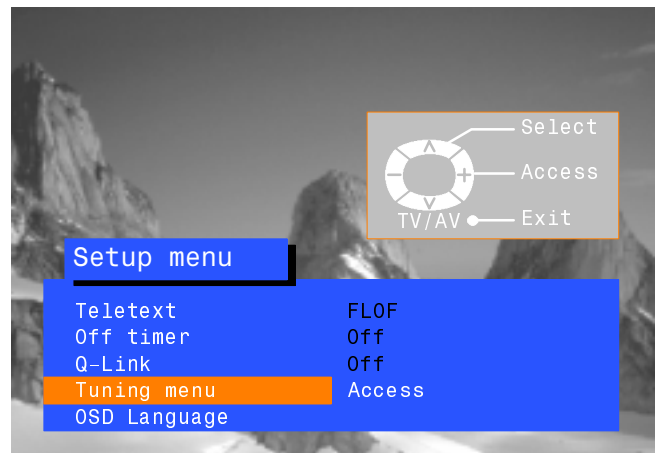 Select
Access
TV/AV Exit
Setup menu
Teletext FLOF
Off timer Off
Q-Link Off
Tuning menu Access
OSD Language